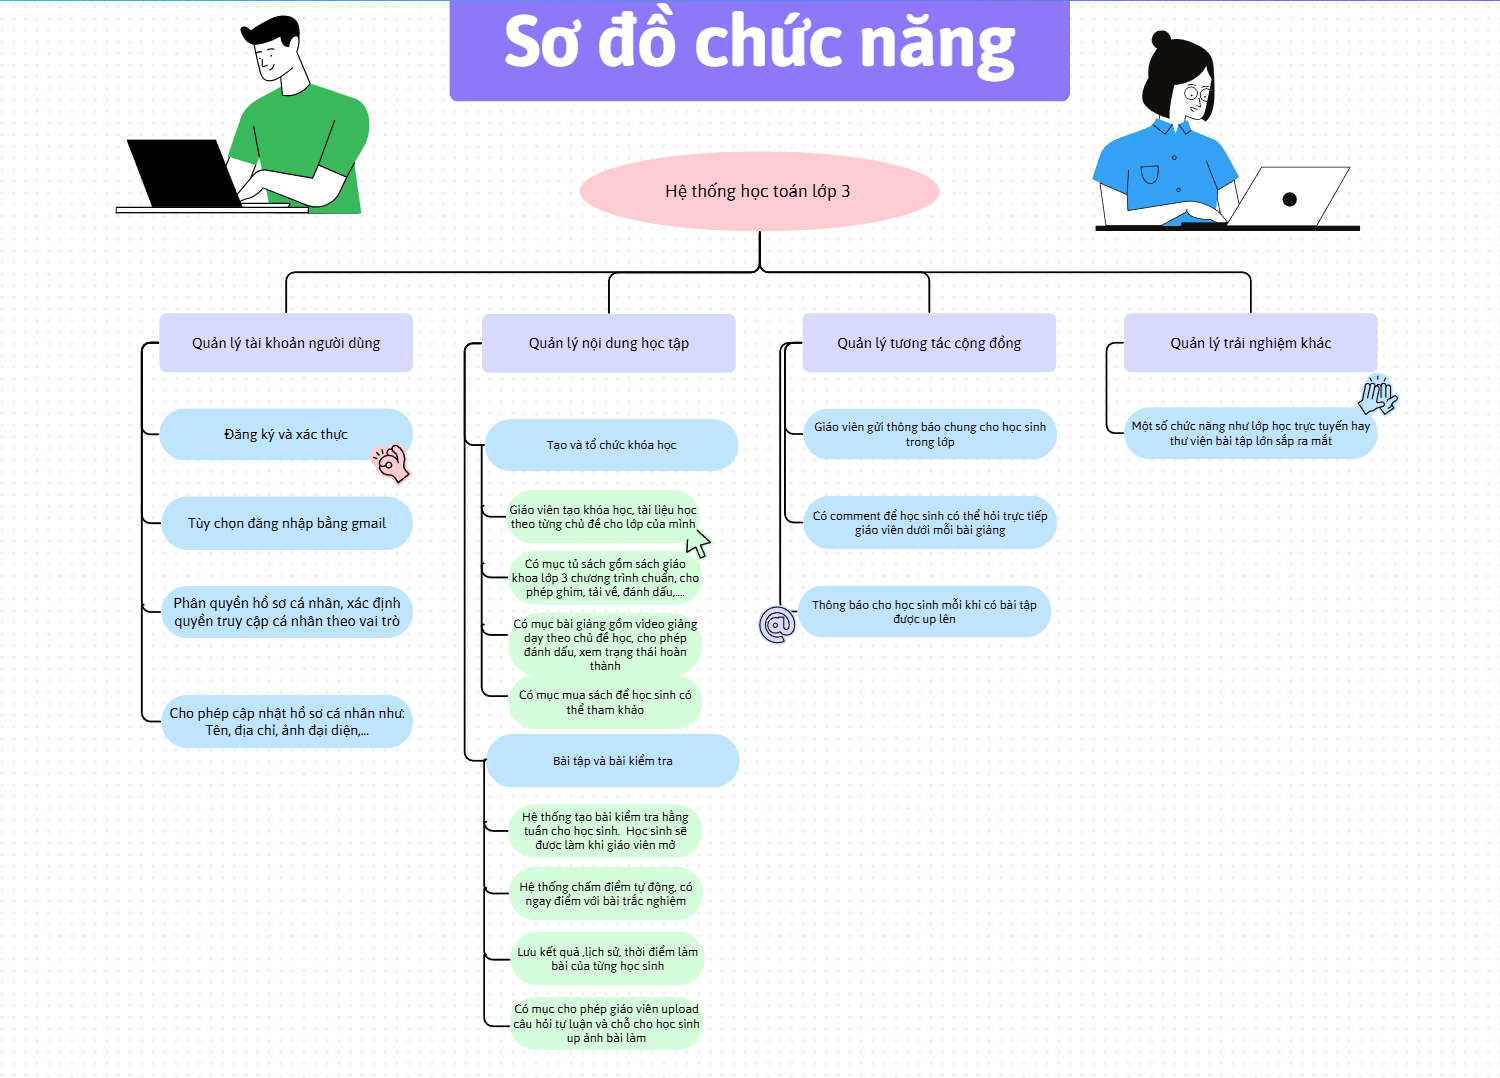 Sơ đồ chức năng
Hệ thống học toán lớp 3
Quản lý tài khoản người dùng
Đăng ký và xác thực
Tùy chọn đăng nhập bằng gmail
Phân quyền hồ sơ cá nhân, xác định
quyền truy cập cá nhân theo vai trò
Cho phép cập nhật hồ sơ cá nhân như:
Tên, địa chỉ, ảnh đại diện,...
Quản lý nội dung học tập
Tạo và tổ chức khóa học
Giáo viên tạo khóa học, tài liệu học
theo từng chủ đề cho lớp của mình
Có mục tủ sách gồm sách giáo
khoa lớp 3 chương trình chuẩn, cho
phép ghim, tải về, đánh dấu,....
Có mục bài giảng gồm video giảng
dạy theo chủ đề học, cho phép
đánh dấu, xem trạng thái hoàn
thành
Có mục mua sách để học sinh có
thể tham khảo
Bài tập và bài kiểm tra
Hệ thống tạo bài kiểm tra hằng
tuần cho học sinh.  Học sinh sẽ
được làm khi giáo viên mở
Hệ thống chấm điểm tự động, có
ngay điểm với bài trắc nghiệm
Lưu kết quả ,lịch sử, thời điểm làm
bài của từng học sinh
Có mục cho phép giáo viên upload
câu hỏi tự luận và chỗ cho học sinh
up ảnh bài làm
Quản lý tương tác cộng đồng
Giáo viên gửi thông báo chung cho học sinh
trong lớp
Có comment để học sinh có thể hỏi trực tiếp
giáo viên dưới mỗi bài giảng
@
Thông báo cho học sinh mỗi khi có bài tập
được up lên
Quản lý trải nghiệm khác
Một số chức năng như lớp học trực tuyến hay
thư viện bài tập lớn sắp ra mắt